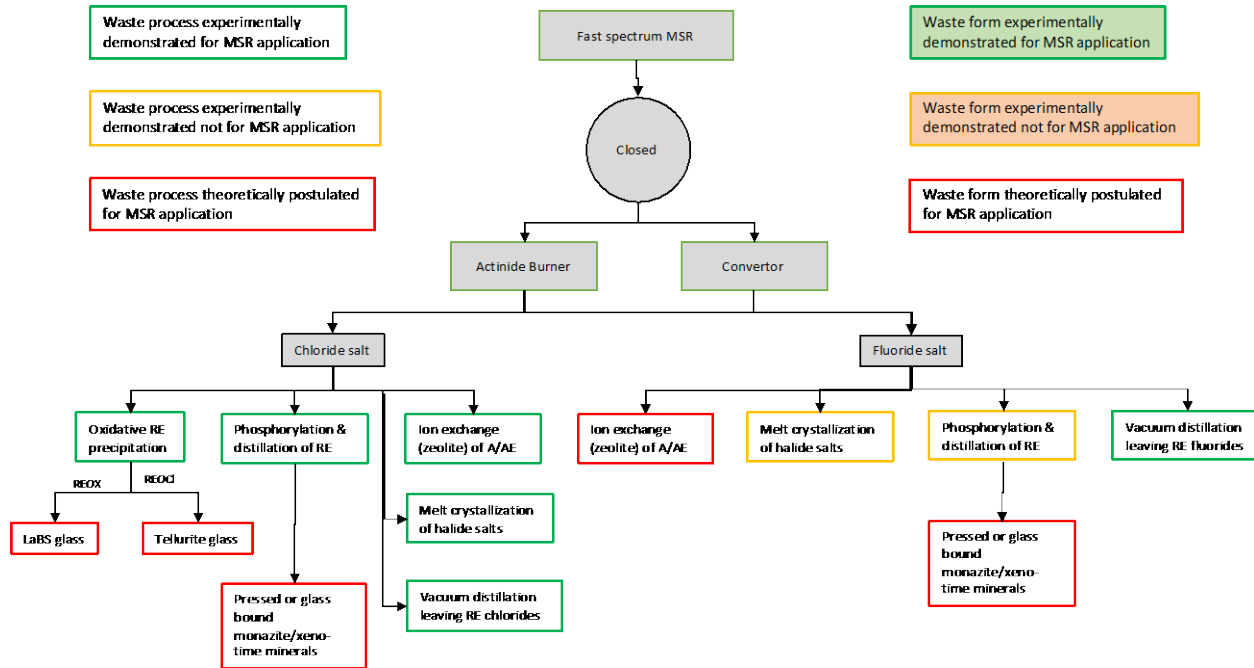 Waste process experimentally
demonstrated for MSR application
Fast spectrum MSR
Waste form experimentally
demonstrated for MSR application
Waste process experimentally
demonstrated not for MSR application
Waste form experimentally
demonstrated not for MSR application
Closed
Waste process theoretically postulated
for MSR application
Waste form theoretically postulated
for MSR application
Actinide Burner
Convertor
Chloride salt
Fluoride salt
Oxidative RE
precipitation
Phosphorylation &
distillation of RE
Ion exchange
(zeolite) of A/AE
Ion exchange
(zeolite) of A/AE
Melt crystallization
of halide salts
Phosphorylation &
distillation of RE
Vacuum distillation
leaving RE fluorides
REOX
REOCl
LaBS glass
Tellurite glass
Melt crystallization
of halide salts
Pressed or glass
bound
monazite/xeno-
time minerals
Vacuum distillation
leaving RE chlorides
Pressed or glass
bound
monazite/xeno-
time minerals